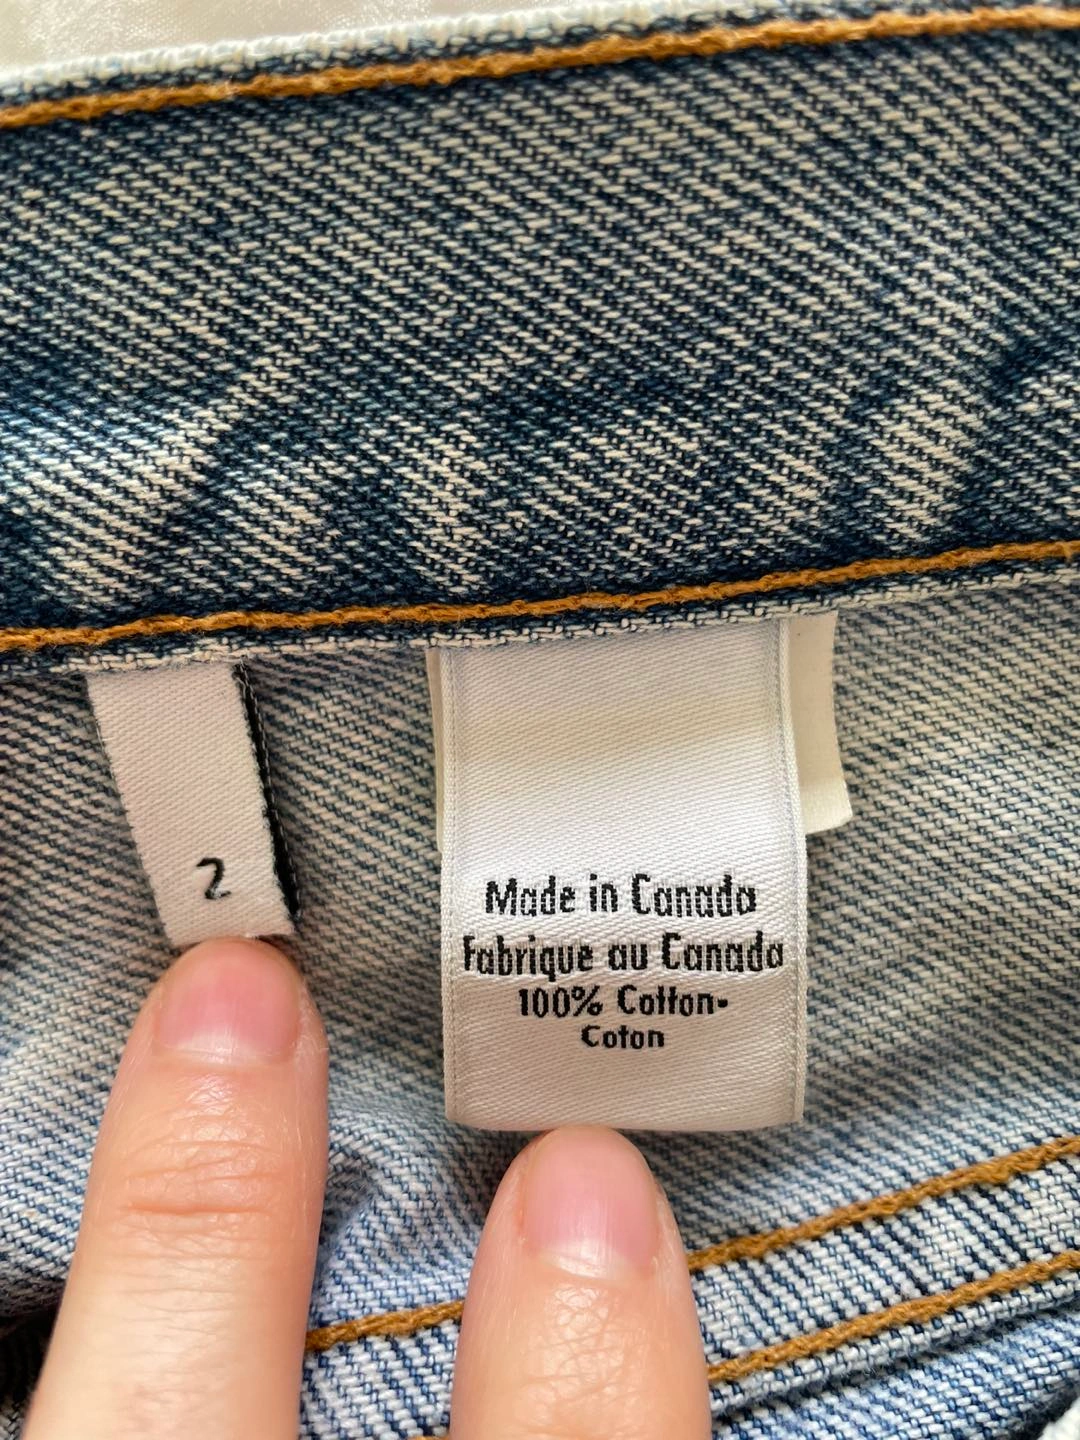 2
Made in Canada
Fabrique au Canada
100% Cotton-
Coton